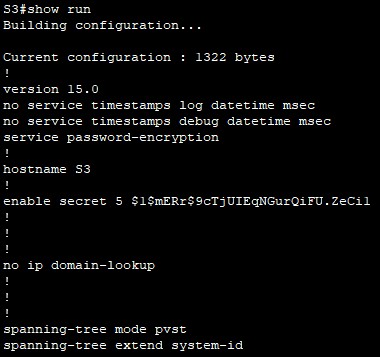 S3#show run
Building configuration...
Current configuration : 1322 bytes
!
version 15.0
no service timestamps log datetime msec
no service timestamps debug datetime msec
service password-encryption
!
hostname S3
!
enable secret 5 $1$mERr$9cTjUIEqNGurQiFU.ZeCi1
!
!
!
no ip domain-lookup
!
!
!
spanning-tree mode pvst
spanning-tree extend system-id